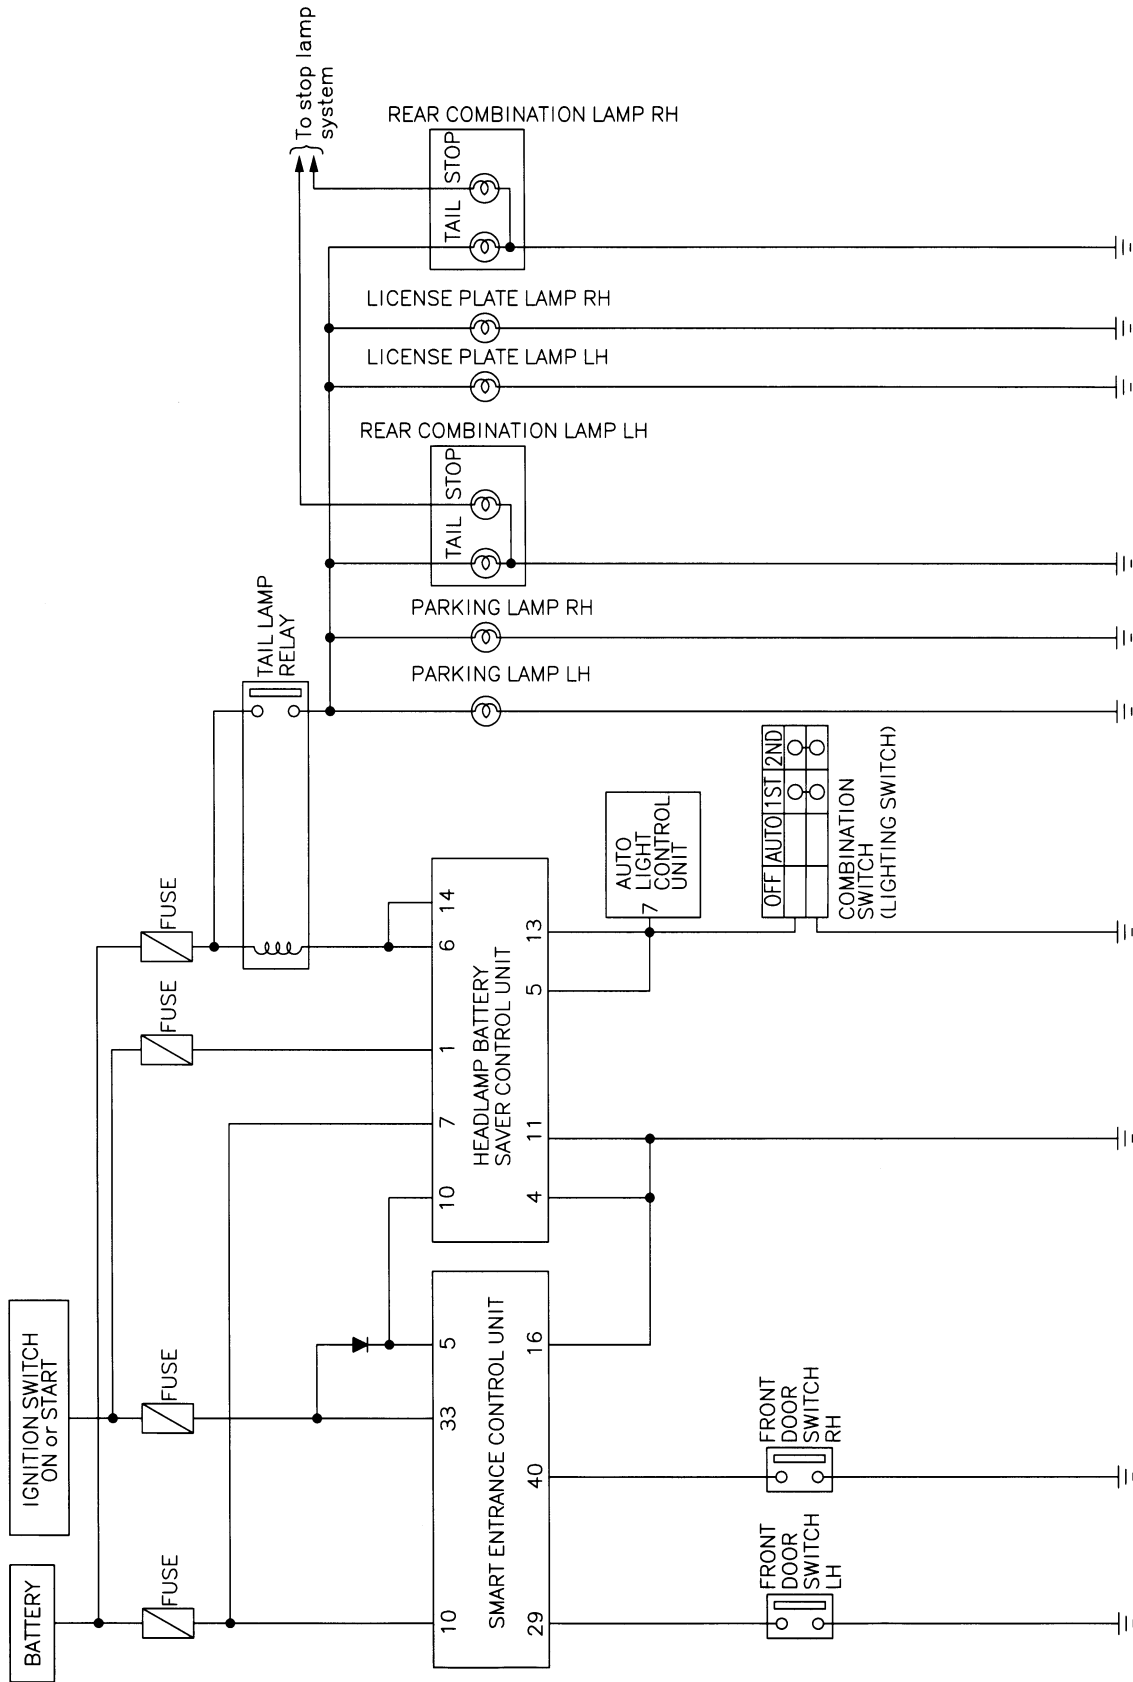 BATTERY
IGNITION SWITCH
ON or START
FUSE
FUSE
FUSE
FUSE
TAIL LAMP
RELAY
To stop lamp
system
10
33
5
SMART ENTRANCE CONTROL UNIT
29
40
16
10
7
1
6
14
HEADLAMP BATTERY
SAVER CONTROL UNIT
4
11
5
13
PARKING LAMP LH
PARKING LAMP RH
REAR COMBINATION LAMP LH
TAIL
STOP
LICENSE PLATE LAMP LH
LICENSE PLATE LAMP RH
REAR COMBINATION LAMP RH
TAIL
STOP
AUTO
LIGHT
CONTROL
UNIT
7
FRONT
DOOR
SWITCH
LH
FRONT
DOOR
SWITCH
RH
OFF
AUTO
1ST
2ND
COMBINATION
SWITCH
(LIGHTING SWITCH)